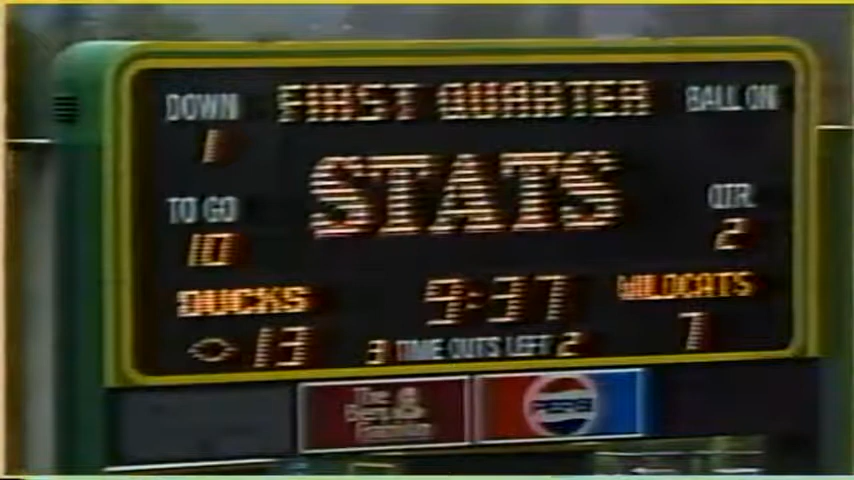 DOWN FIRST QUARTER BALL ON
1
STATS
TO GO QTR.
10 2
DUCKS 9:37 WILDCATS
13 3 TIME OUTS LEFT 2 7
The
&
PEPSI